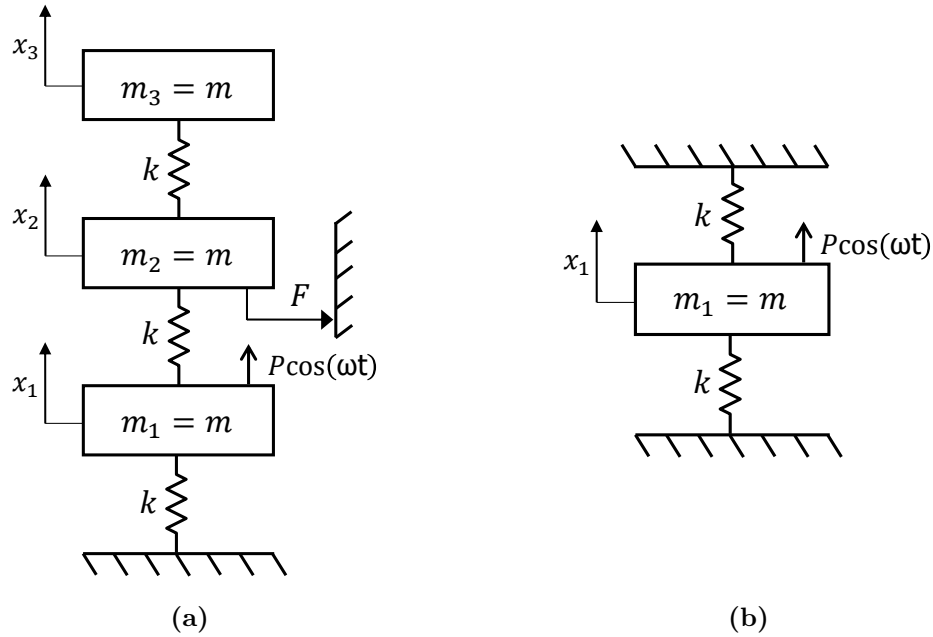 x₃
m₃ = m
k
x₂
m₂ = m
F
k
Pcos(ωt)
x₁
m₁ = m
k
(a)
k
Pcos(ωt)
x₁
m₁ = m
k
(b)